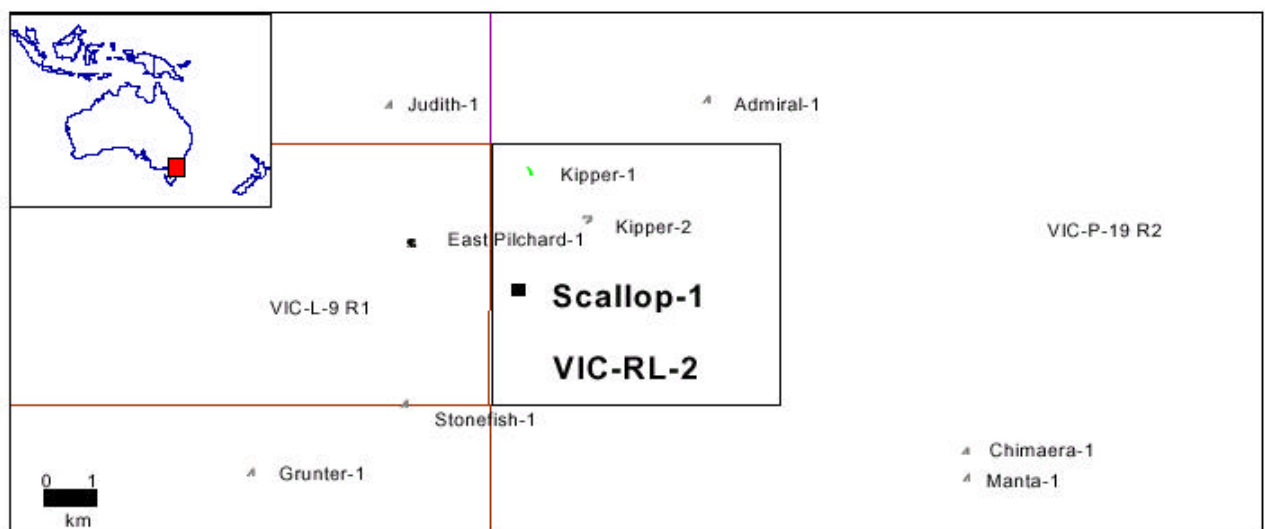 Judith-1
Admiral-1
Kipper-1
Kipper-2
VIC-P-19 R2
East Pilchard-1
Scallop-1
VIC-L-9 R1
VIC-RL-2
Stonefish-1
Chimaera-1
Grunter-1
Manta-1
0 1
km